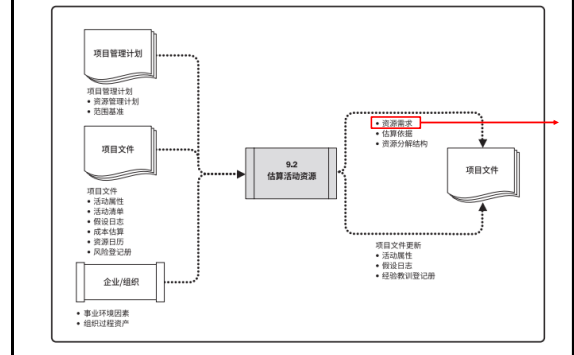 项目管理计划
项目管理计划
• 资源管理计划
• 范围基准
项目文件
项目文件
• 活动属性
• 活动清单
• 假设日志
• 成本估算
• 资源日历
• 风险登记册
企业/组织
• 事业环境因素
• 组织过程资产
9.2
估算活动资源
• 资源需求
• 估算依据
• 资源分解结构
项目文件
项目文件更新
• 活动属性
• 假设日志
• 经验教训登记册